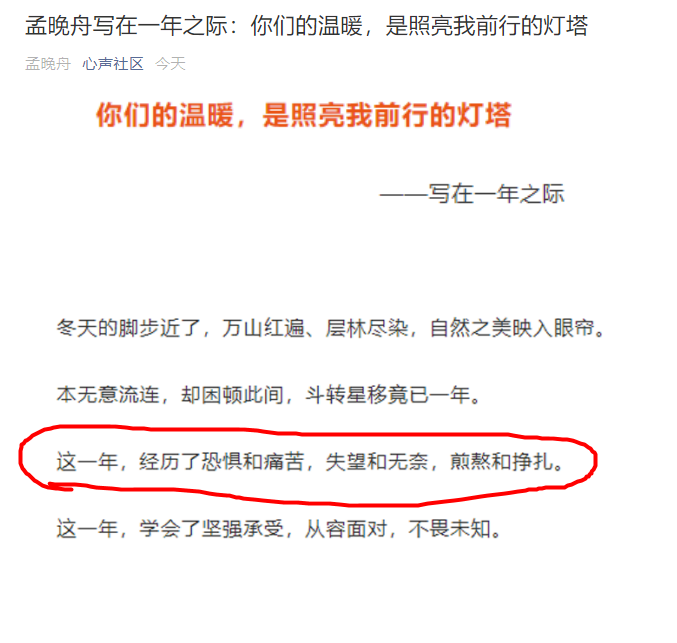 孟晚舟写在一年之际：你们的温暖，是照亮我前行的灯塔
孟晚舟 心声社区 今天
你们的温暖，是照亮我前行的灯塔
——写在一年之际
冬天的脚步近了，万山红遍、层林尽染，自然之美映入眼帘。
本无意流连，却困顿此间，斗转星移竟已一年。
这一年，经历了恐惧和痛苦，失望和无奈，煎熬和挣扎。
这一年，学会了坚强承受，从容面对，不畏未知。